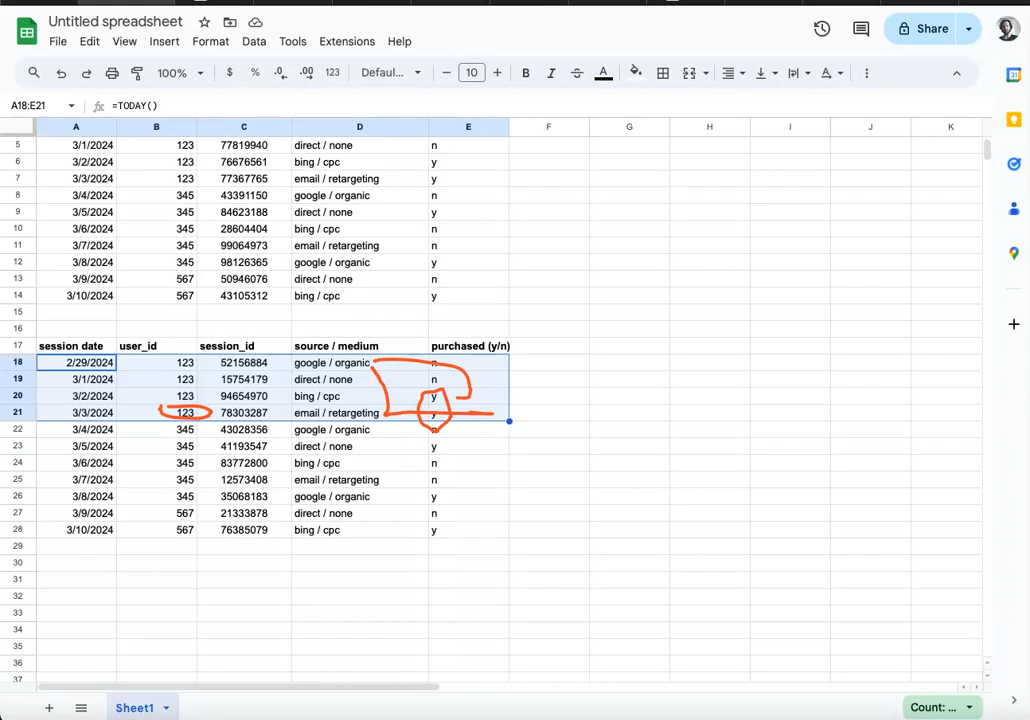 Untitled spreadsheet
File Edit View Insert Format Data Tools Extensions Help
Share
100% $ % .0 .00 123 Defaul... − 10 + B I A
A18:E21 fx =TODAY()
A B C D E F G H I J K
5 3/1/2024 123 77819940 direct / none n
6 3/2/2024 123 76676561 bing / cpc y
7 3/3/2024 123 77367765 email / retargeting y
8 3/4/2024 345 43391150 google / organic n
9 3/5/2024 345 84623188 direct / none y
10 3/6/2024 345 28604404 bing / cpc n
11 3/7/2024 345 99064973 email / retargeting n
12 3/8/2024 345 98126365 google / organic y
13 3/9/2024 567 50946076 direct / none n
14 3/10/2024 567 43105312 bing / cpc y
15
16
17 session date user_id session_id source / medium purchased (y/n)
18 2/29/2024 123 52156884 google / organic n
19 3/1/2024 123 15754179 direct / none n
20 3/2/2024 123 94654970 bing / cpc y
21 3/3/2024 123 78303287 email / retargeting y
22 3/4/2024 345 43028356 google / organic n
23 3/5/2024 345 41193547 direct / none y
24 3/6/2024 345 83772800 bing / cpc n
25 3/7/2024 345 12573408 email / retargeting n
26 3/8/2024 345 35068183 google / organic y
27 3/9/2024 567 21333878 direct / none n
28 3/10/2024 567 76385079 bing / cpc y
29
30
31
32
33
34
35
36
37
+ Sheet1 Count: ...